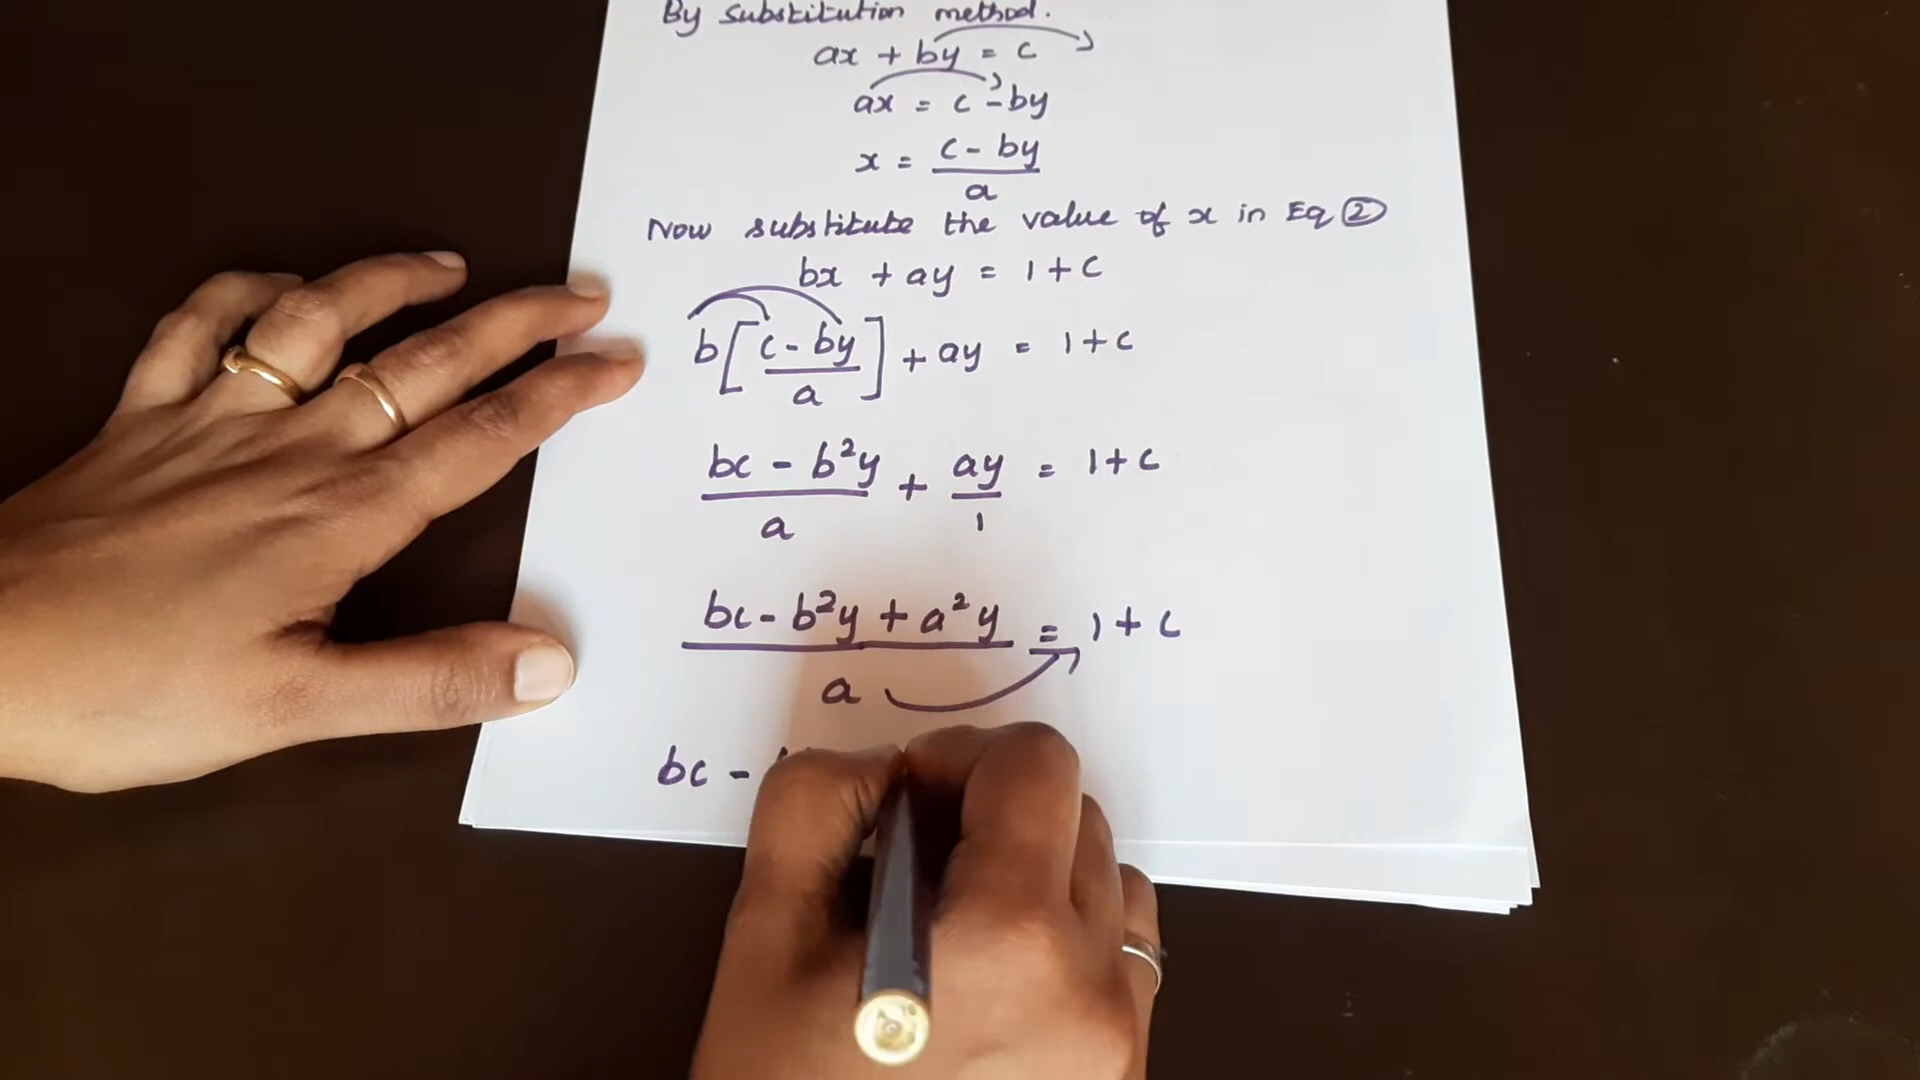 By substitution method.
ax + by = c
ax = c - by
x = c - by
a
Now substitute the value of x in Eq ②
bx + ay = 1 + c
b[c - by] + ay = 1 + c
a
bc - b²y + ay = 1 + c
a 1
bc - b²y + a²y = 1 + c
a
bc -